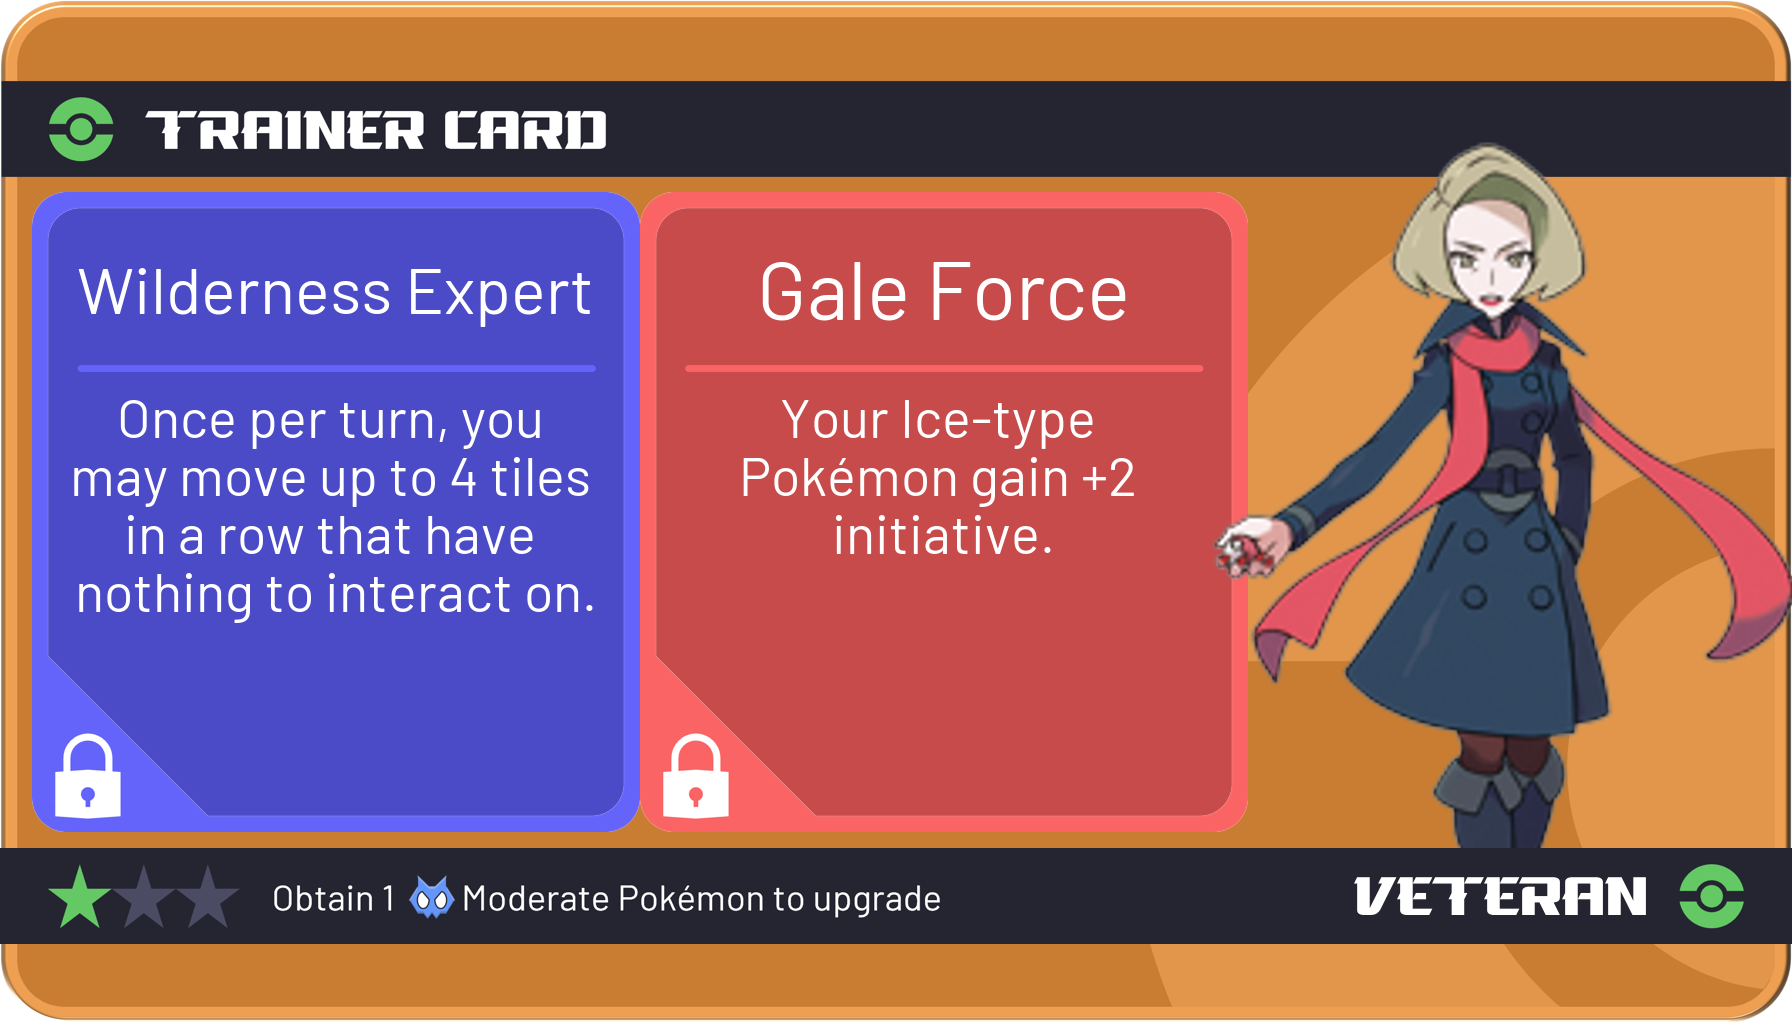 TRAINER CARD
Wilderness Expert
Once per turn, you
may move up to 4 tiles
in a row that have
nothing to interact on.
Gale Force
Your Ice-type
Pokémon gain +2
initiative.
Obtain 1 Moderate Pokémon to upgrade
VETERAN